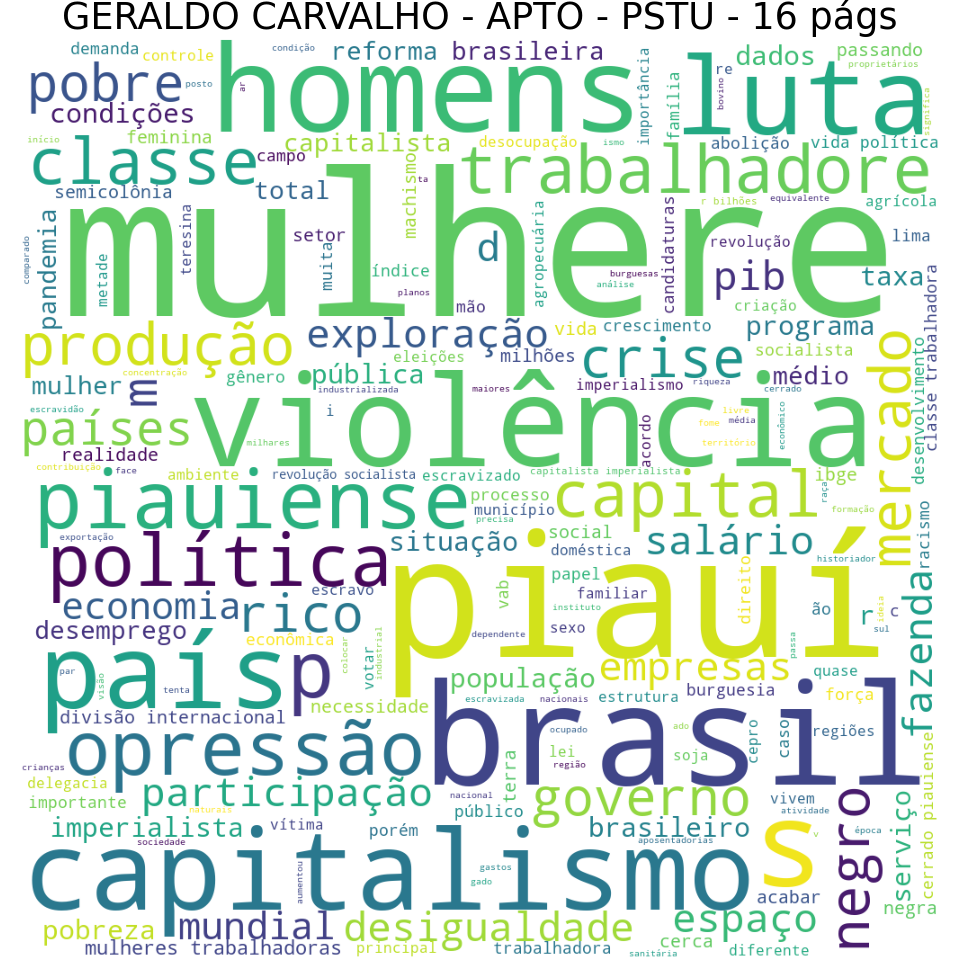 GERALDO CARVALHO - APTO - PSTU - 16 págs
demanda
controle
condição
reforma
brasileira
importância
dados
passando
proprietários
pobre
posto
ar
homens
luta
re
bovino
família
significa
condições
início
feminina
capitalista
desocupação
ismo
abolição
vida política
classe
campo
machismo
ta
trabalhadore
semicolônia
total
mulhere
r bilhões
equivalente
agrícola
pandemia
comparado
metade
teresina
setor
muita
índice
planos
d
mão
agropecuária
burguesas
análise
candidaturas
revolução
lima
pib
criação
taxa
produção
exploração
vida
crescimento
programa
concentração
eleições
milhões
crise
socialista
mulher
m
gênero
pública
industrializada
maiores
imperialismo
riqueza
médio
cerrado
mercado
desenvolvimento
classe trabalhadora
escravidão
países
violência
i
milhares
acordo
livre
fome
média
território
econômico
realidade
contribuição
face
ambiente
revolução socialista
escravizado
capitalista imperialista
ibge
raça
formação
piauiense
processo
município
precisa
capital
social
racismo
exportação
política
situação
doméstica
salário
historiador
piauí
escravo
vab
papel
familiar
instituto
direito
economia
rico
ão
r
ideia
c
sul
fazenda
desemprego
econômica
colocar
votar
industrial
dependente
sexo
passa
país
par
visão
tenta
p
necessidade
população
escravizada
nacionais
empresas
estrutura
burguesia
quase
força
divisão internacional
brasil
ocupado
ado
cepro
caso
regiões
opressão
lei
região
soja
crianças
delegacia
importante
naturais
participação
nacional
público
terra
governo
vivem
atividade
cerrado piauiense
imperialista
sociedade
vítima
porém
brasileiro
aposentadorias
s
v
época
negro
serviço
capitalismo
aumentou
gastos
gado
acabar
negra
pobreza
mundial
desigualdade
espaço
mulheres trabalhadoras
principal
trabalhadora
sanitária
cerca
diferente